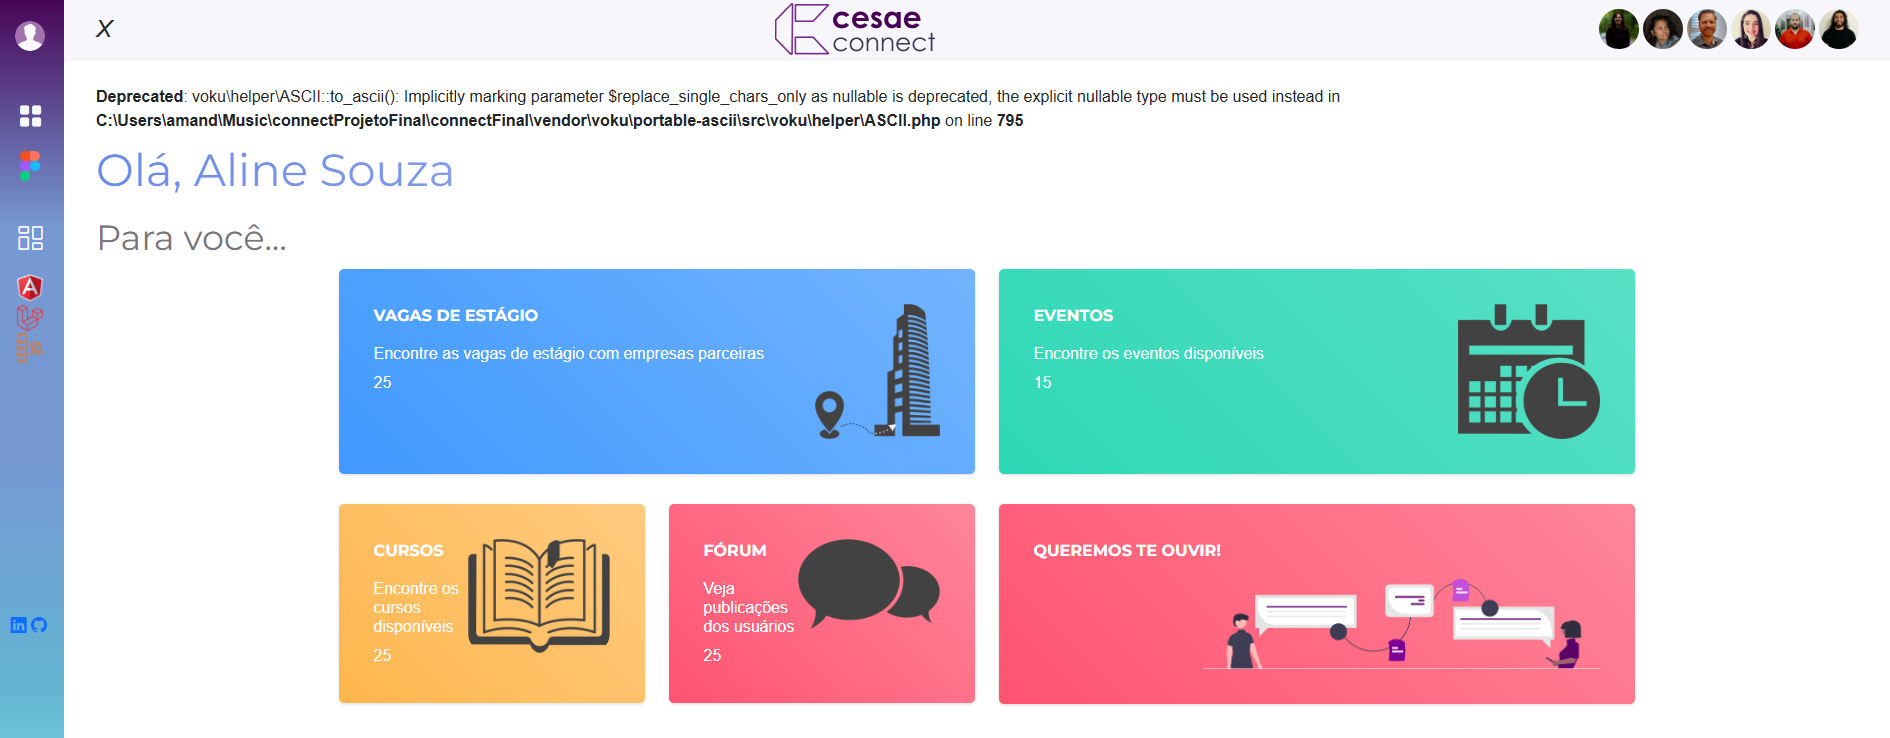 X
cesae
connect
Deprecated: voku\helper\ASCII::to_ascii(): Implicitly marking parameter $replace_single_chars_only as nullable is deprecated, the explicit nullable type must be used instead in
C:\Users\amand\Music\connectProjetoFinal\connectFinal\vendor\voku\portable-ascii\src\voku\helper\ASCII.php on line 795
Olá, Aline Souza
Para você...
VAGAS DE ESTÁGIO
Encontre as vagas de estágio com empresas parceiras
25
EVENTOS
Encontre os eventos disponíveis
15
CURSOS
Encontre os
cursos
disponíveis
25
FÓRUM
Veja
publicações
dos usuários
25
QUEREMOS TE OUVIR!
A
in